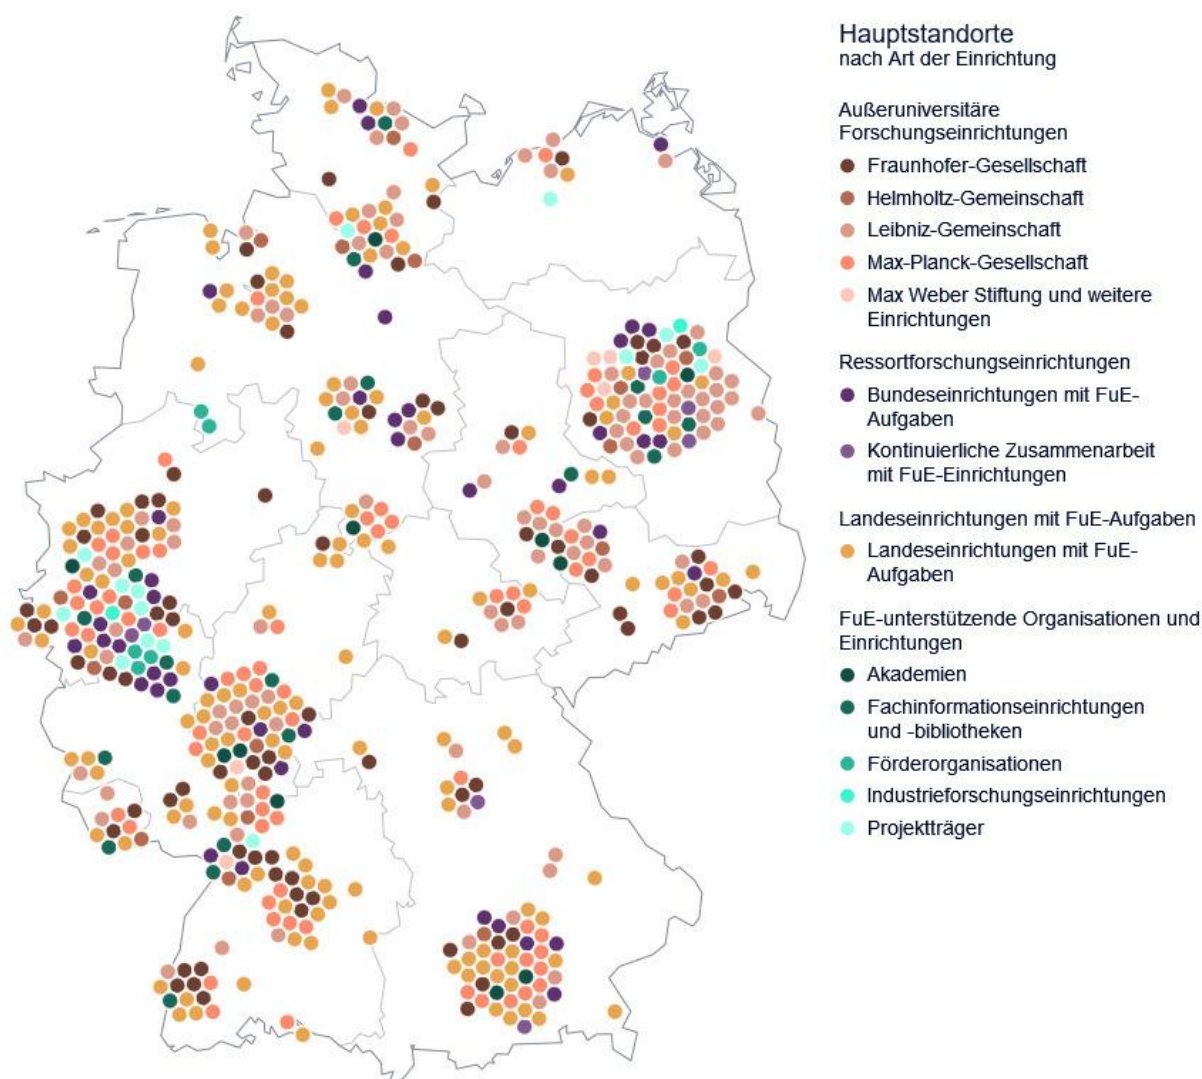 Hauptstandorte
nach Art der Einrichtung
Außeruniversitäre
Forschungseinrichtungen
Fraunhofer-Gesellschaft
Helmholtz-Gemeinschaft
Leibniz-Gemeinschaft
Max-Planck-Gesellschaft
Max Weber Stiftung und weitere
Einrichtungen
Ressortforschungseinrichtungen
Bundeseinrichtungen mit FuE-
Aufgaben
Kontinuierliche Zusammenarbeit
mit FuE-Einrichtungen
Landeseinrichtungen mit FuE-Aufgaben
Landeseinrichtungen mit FuE-
Aufgaben
FuE-unterstützende Organisationen und
Einrichtungen
Akademien
Fachinformationseinrichtungen
und -bibliotheken
Förderorganisationen
Industrieforschungseinrichtungen
Projektträger